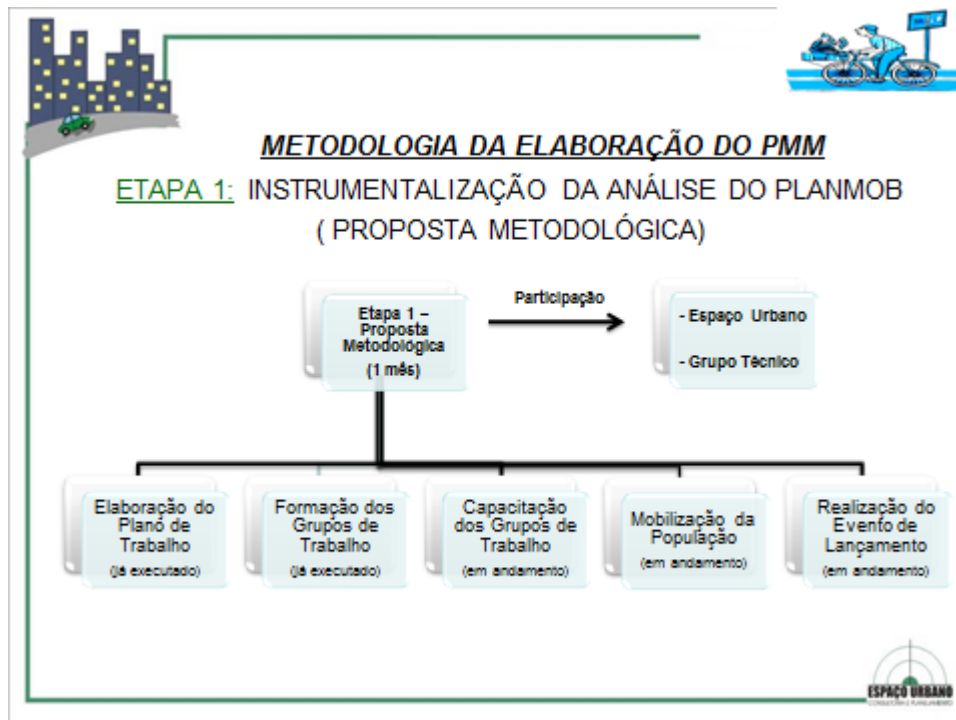 METODOLOGIA DA ELABORAÇÃO DO PMM
ETAPA 1: INSTRUMENTALIZAÇÃO DA ANÁLISE DO PLANMOB
( PROPOSTA METODOLÓGICA)
Etapa 1 –
Proposta
Metodológica
(1 mês)
Participação
- Espaço Urbano
- Grupo Técnico
Elaboração do
Plano de
Trabalho
(já executado)
Formação dos
Grupos de
Trabalho
(já executado)
Capacitação
dos Grupos de
Trabalho
(em andamento)
Mobilização da
População
(em andamento)
Realização do
Evento de
Lançamento
(em andamento)
ESPAÇO URBANO
CONSULTORIA E PLANEJAMENTO